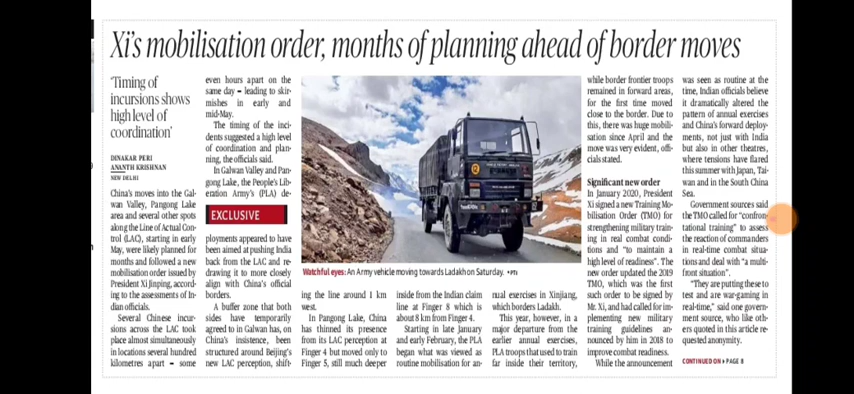 Xi's mobilisation order, months of planning ahead of border moves
'Timing of
incursions shows
high level of
coordination'
DINAKAR PERI
ANANTH KRISHNAN
NEW DELHI
China's moves into the Gal-
wan Valley, Pangong Lake
area and several other spots
along the Line of Actual Con-
trol (LAC), starting in early
May, were likely planned for
months and followed a new
mobilisation order issued by
President Xi Jinping, accord-
ing to the assessments of In-
dian officials.
Several Chinese incur-
sions across the LAC took
place almost simultaneously
in locations several hundred
kilometres apart – some
even hours apart on the
same day – leading to skir-
mishes in early and
mid-May.
The timing of the inci-
dents suggested a high level
of coordination and plan-
ning, the officials said.
In Galwan Valley and Pan-
gong Lake, the People's Lib-
eration Army's (PLA) de-
EXCLUSIVE
ployments appeared to have
been aimed at pushing India
back from the LAC and re-
drawing it to more closely
align with China's official
borders.
A buffer zone that both
sides have temporarily
agreed to in Galwan has, on
China's insistence, been
structured around Beijing's
new LAC perception, shift-
Watchful eyes: An Army vehicle moving towards Ladakh on Saturday. • PTI
ing the line around 1 km
west.
In Pangong Lake, China
has thinned its presence
from its LAC perception at
Finger 4 but moved only to
Finger 5, still much deeper
inside from the Indian claim
line at Finger 8 which is
about 8 km from Finger 4.
Starting in late January
and early February, the PLA
began what was viewed as
routine mobilisation for an-
nual exercises in Xinjiang,
which borders Ladakh.
This year, however, in a
major departure from the
earlier annual exercises,
PLA troops that used to train
far inside their territory,
while border frontier troops
remained in forward areas,
for the first time moved
close to the border. Due to
this, there was huge mobili-
sation since April and the
move was very evident, offi-
cials stated.
Significant new order
In January 2020, President
Xi signed a new Training Mo-
bilisation Order (TMO) for
strengthening military train-
ing in real combat condi-
tions and "to maintain a
high level of readiness". The
new order updated the 2019
TMO, which was the first
such order to be signed by
Mr. Xi, and had called for im-
plementing new military
training guidelines an-
nounced by him in 2018 to
improve combat readiness.
While the announcement
was seen as routine at the
time, Indian officials believe
it dramatically altered the
pattern of annual exercises
and China's forward deploy-
ments, not just with India
but also in other theatres,
where tensions have flared
this summer with Japan, Tai-
wan and in the South China
Sea.
Government sources said
the TMO called for "confron-
tational training" to assess
the reaction of commanders
in real-time combat situa-
tions and deal with "a multi-
front situation".
"They are putting these to
test and are war-gaming in
real-time," said one govern-
ment source, who like oth-
ers quoted in this article re-
quested anonymity.
CONTINUED ON ▸ PAGE 8